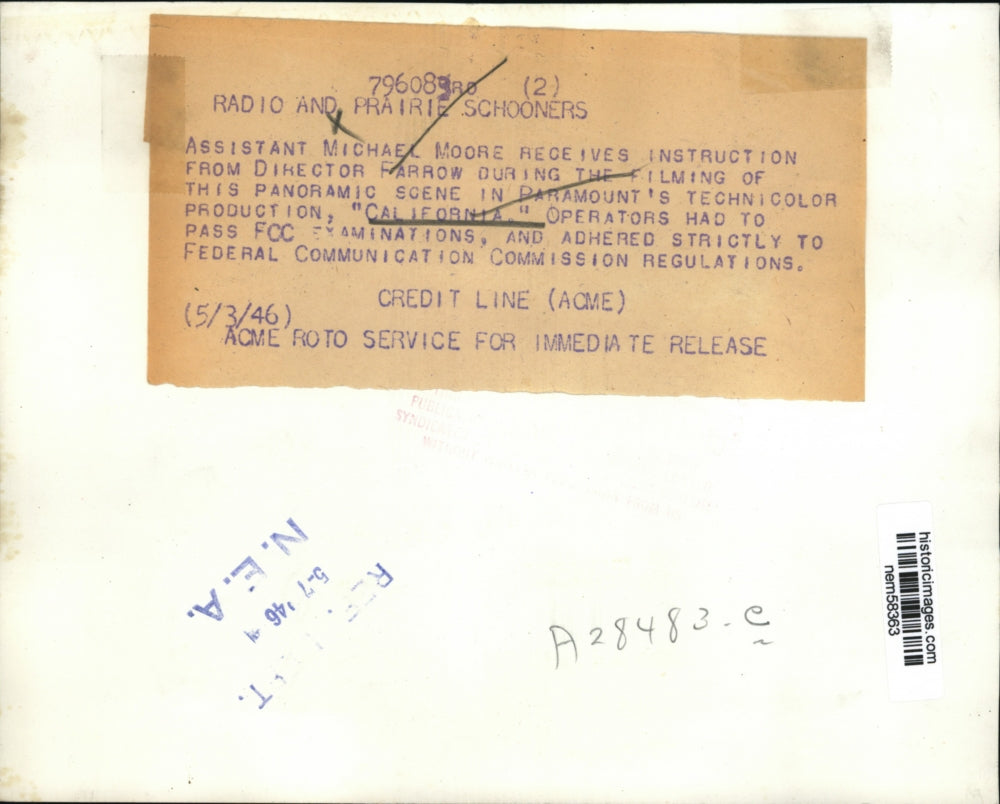 796083RO (2)
RADIO AND PRAIRIE SCHOONERS
ASSISTANT MICHAEL MOORE RECEIVES INSTRUCTION
FROM DIRECTOR FARROW DURING THE FILMING OF
THIS PANORAMIC SCENE IN PARAMOUNT'S TECHNICOLOR
PRODUCTION, "CALIFORNIA." OPERATORS HAD TO
PASS FCC EXAMINATIONS, AND ADHERED STRICTLY TO
FEDERAL COMMUNICATION COMMISSION REGULATIONS.
CREDIT LINE (ACME)
(5/3/46)
ACME ROTO SERVICE FOR IMMEDIATE RELEASE
WITHOUT
N.E.A.
5-7 '46
REF.
A28483-e
historicimages.com
nem58363